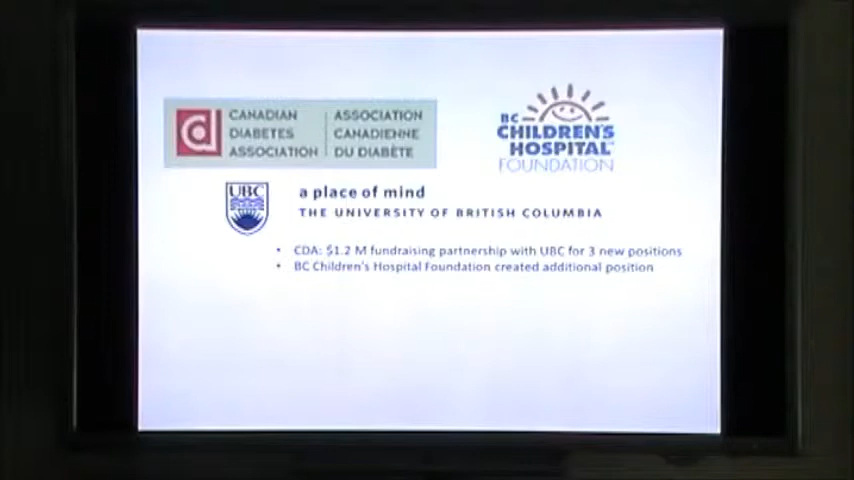 CANADIAN
DIABETES
ASSOCIATION
ASSOCIATION
CANADIENNE
DU DIABÈTE
BC
CHILDREN'S
HOSPITAL
FOUNDATION
UBC
a place of mind
THE UNIVERSITY OF BRITISH COLUMBIA
• CDA: $1.2 M fundraising partnership with UBC for 3 new positions
• BC Children's Hospital Foundation created additional position